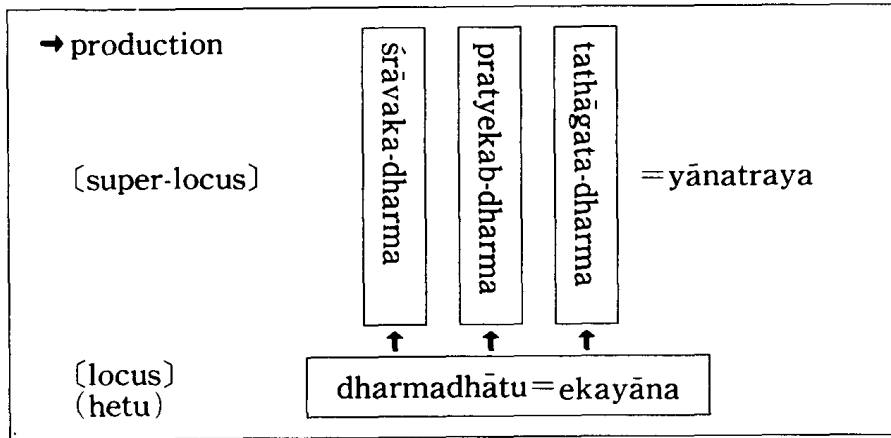 → production
śrāvaka-dharma
pratyekab-dharma
tathāgata-dharma
〔super-locus〕
=yānatraya
〔locus〕
(hetu)
dharmadhātu=ekayāna